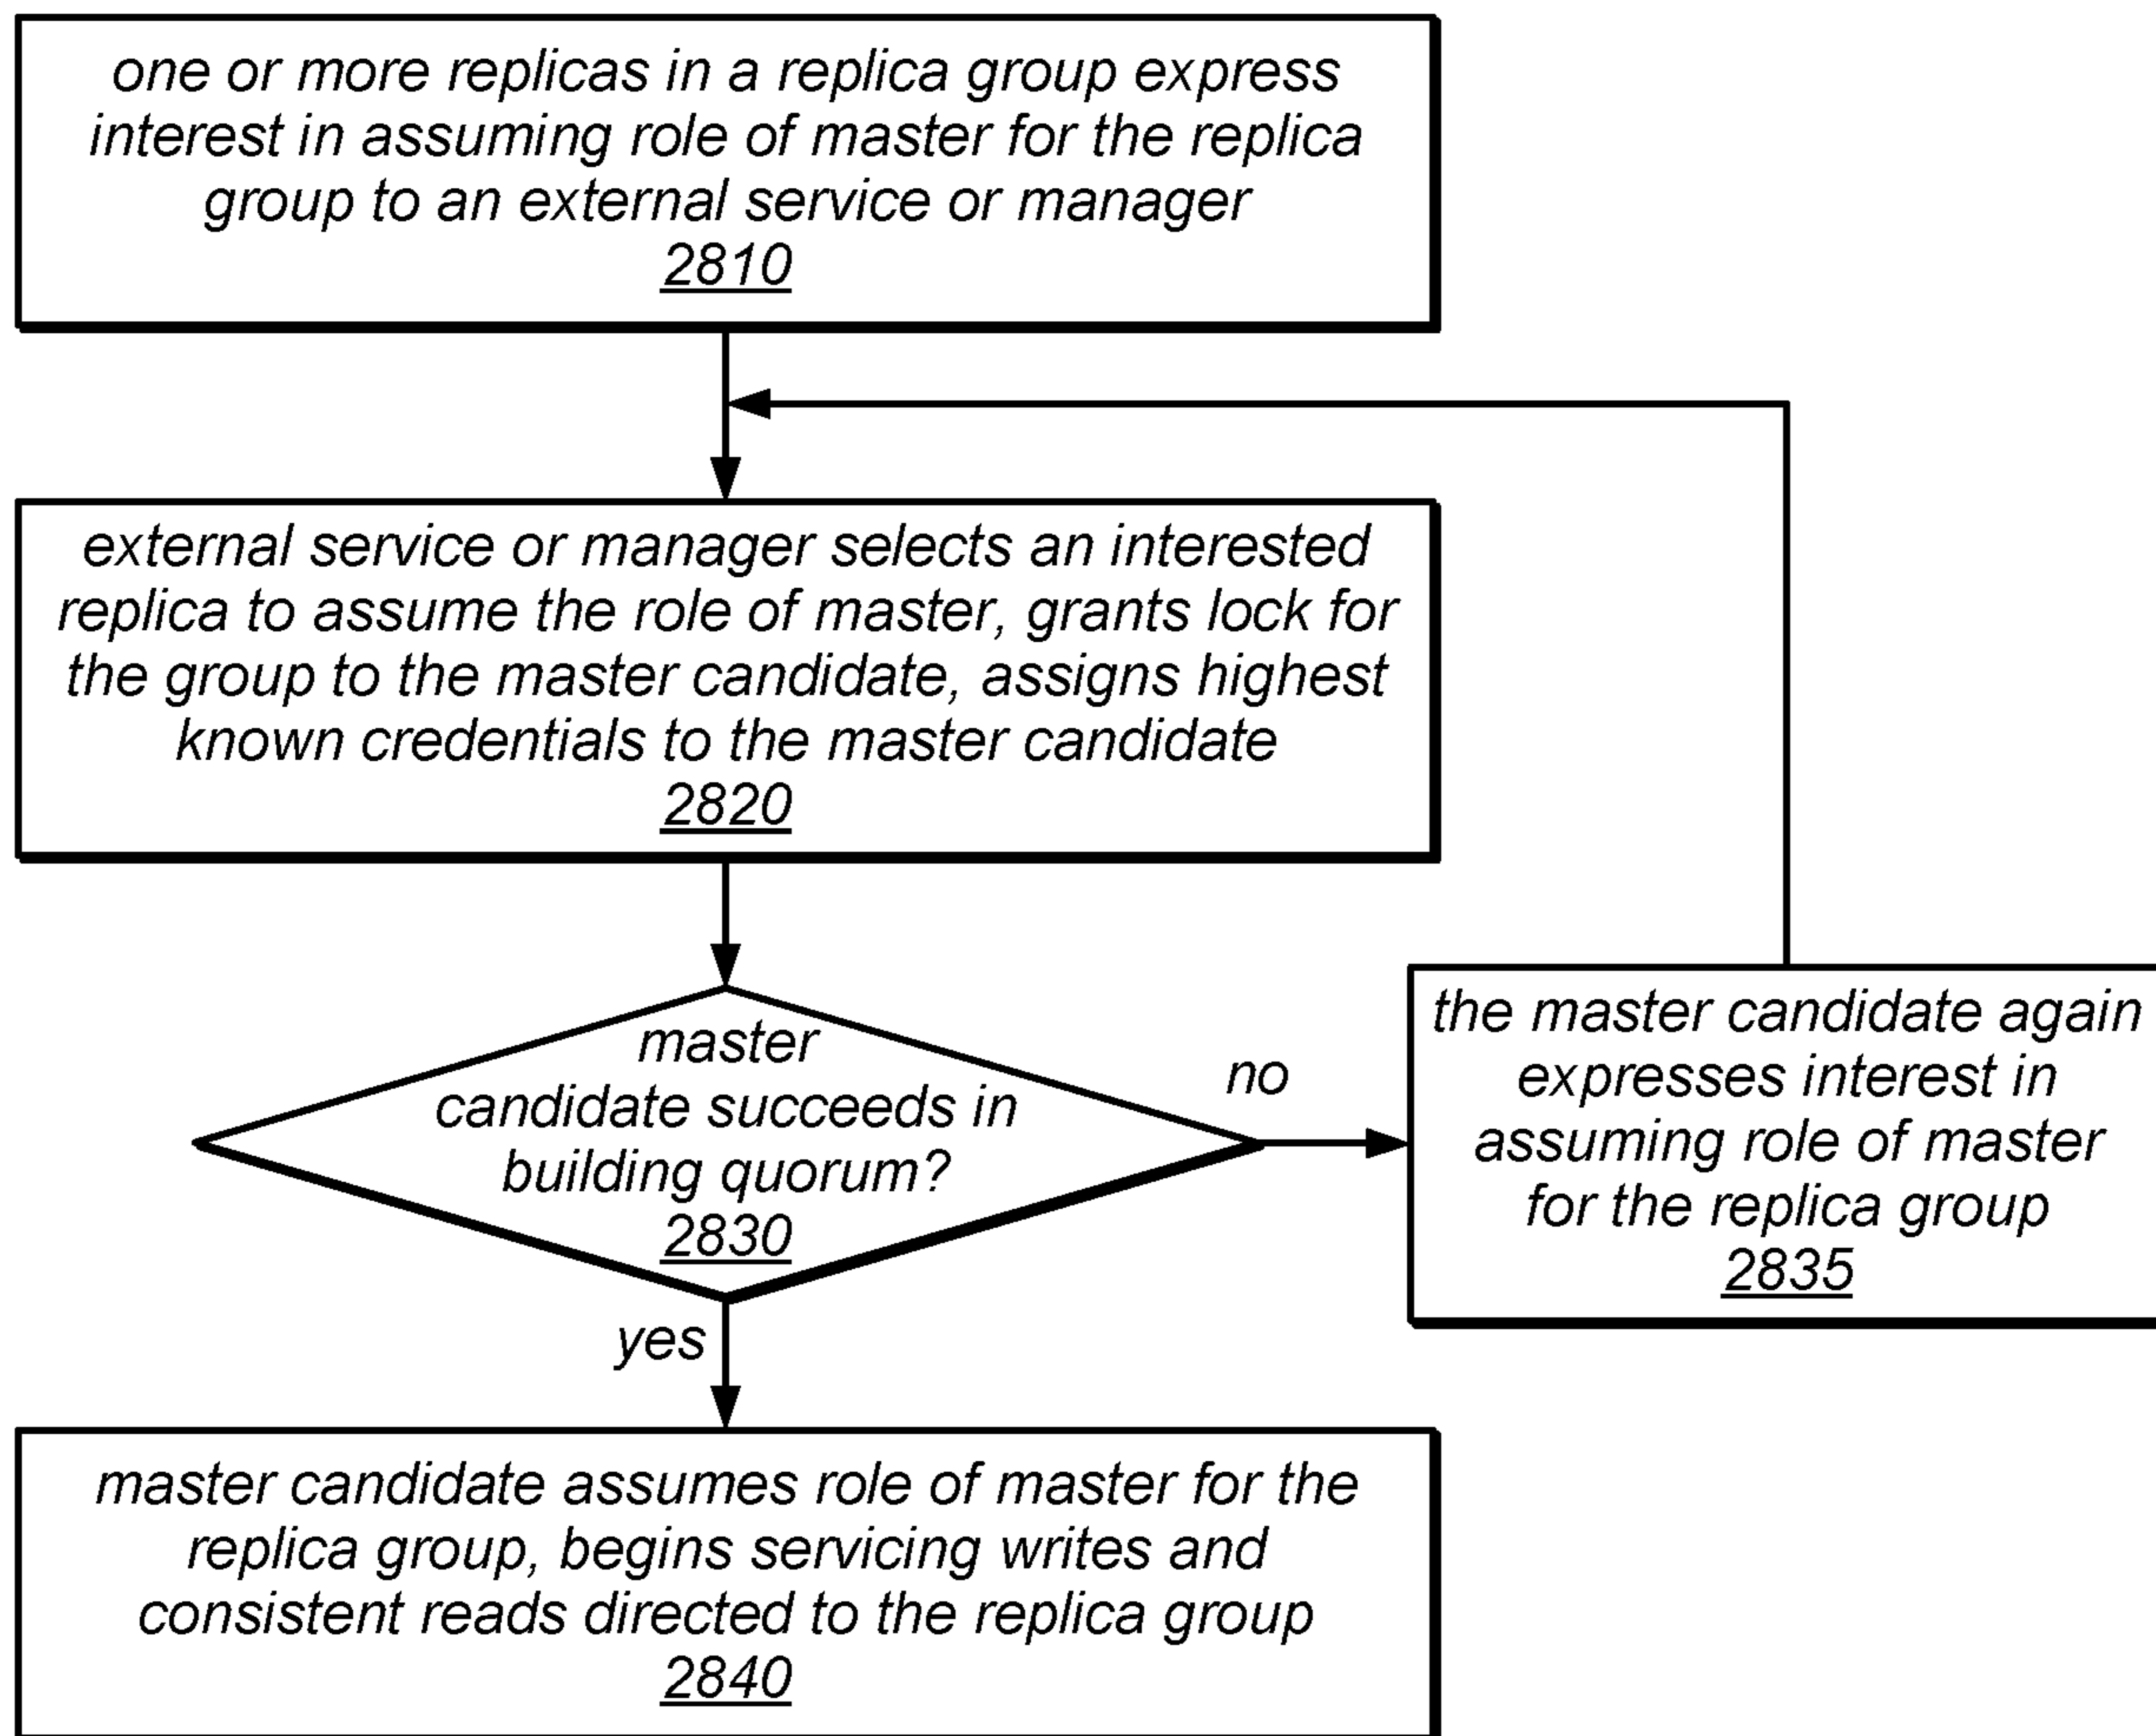 one or more replicas in a replica group express
interest in assuming role of master for the replica
group to an external service or manager
2810
external service or manager selects an interested
replica to assume the role of master, grants lock for
the group to the master candidate, assigns highest
known credentials to the master candidate
2820
master
candidate succeeds in
building quorum?
2830
no
the master candidate again
expresses interest in
assuming role of master
for the replica group
2835
yes
master candidate assumes role of master for the
replica group, begins servicing writes and
consistent reads directed to the replica group
2840